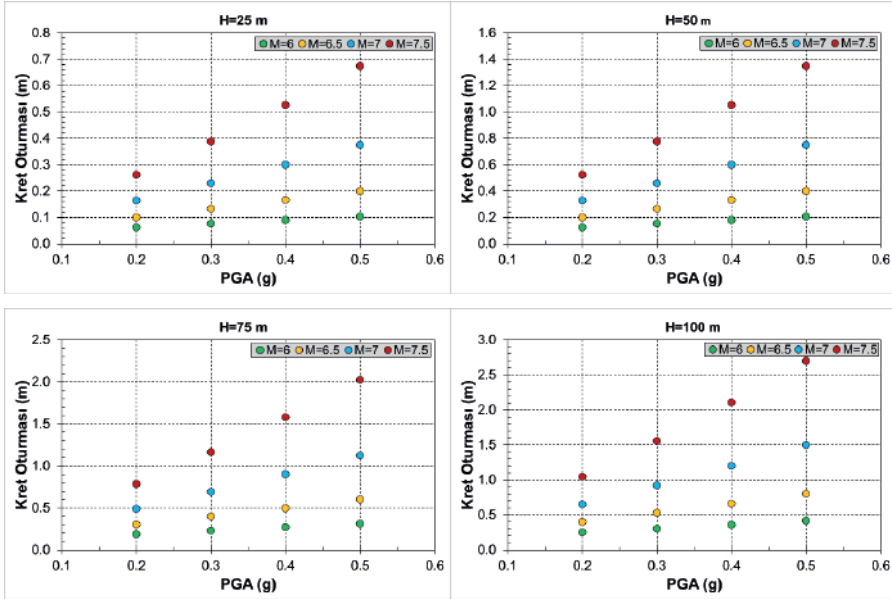 H=25 m
M=6 M=6.5 M=7 M=7.5
Kret Oturması (m)
0.8
0.7
0.6
0.5
0.4
0.3
0.2
0.1
0.0
0.1 0.2 0.3 0.4 0.5 0.6
PGA (g)
H=50 m
M=6 M=6.5 M=7 M=7.5
Kret Oturması (m)
1.6
1.4
1.2
1.0
0.8
0.6
0.4
0.2
0.0
0.1 0.2 0.3 0.4 0.5 0.6
PGA (g)
H=75 m
M=6 M=6.5 M=7 M=7.5
Kret Oturması (m)
2.5
2.0
1.5
1.0
0.5
0.0
0.1 0.2 0.3 0.4 0.5 0.6
PGA (g)
H=100 m
M=6 M=6.5 M=7 M=7.5
Kret Oturması (m)
3.0
2.5
2.0
1.5
1.0
0.5
0.0
0.1 0.2 0.3 0.4 0.5 0.6
PGA (g)